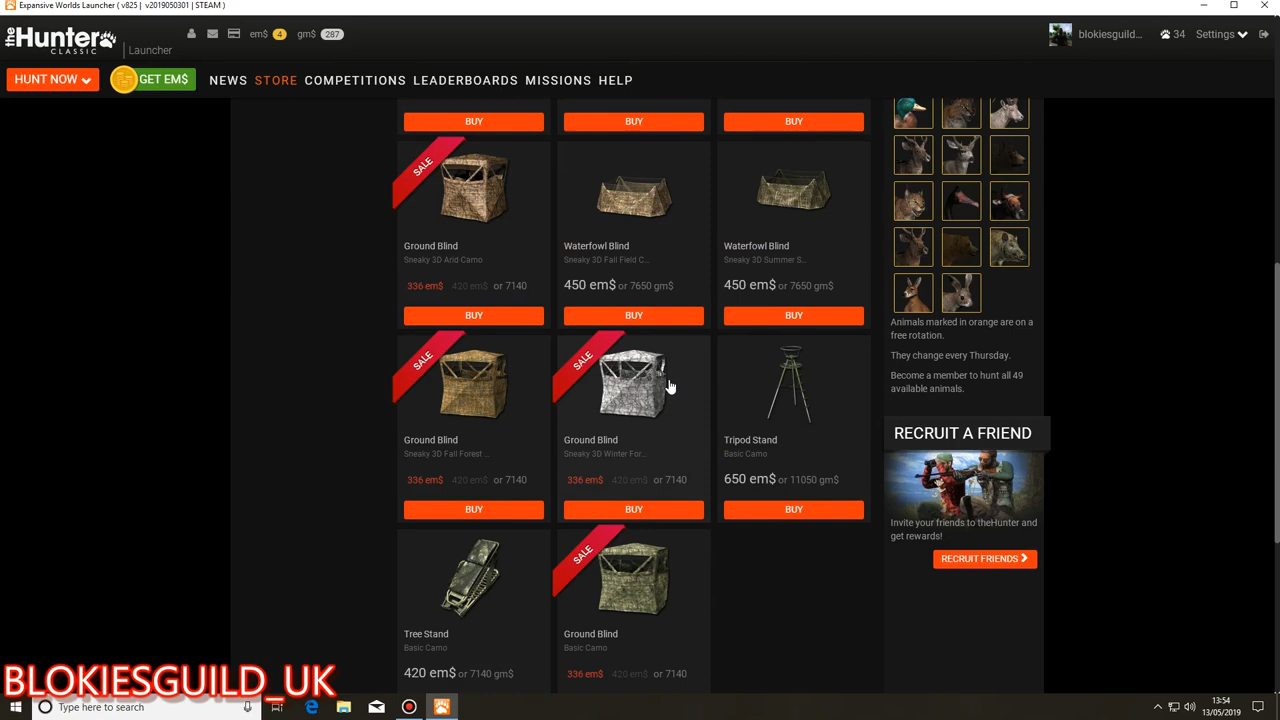 Expansive Worlds Launcher ( v825 | v2019050301 | STEAM )
theHunter CLASSIC
Launcher
em$ 4 gm$ 287
blokiesguild... 34 Settings
HUNT NOW
GET EM$
NEWS STORE COMPETITIONS LEADERBOARDS MISSIONS HELP
BUY BUY BUY
SALE
Ground Blind
Sneaky 3D Arid Camo
336 em$ 420 em$ or 7140
BUY
Waterfowl Blind
Sneaky 3D Fall Field C...
450 em$ or 7650 gm$
BUY
Waterfowl Blind
Sneaky 3D Summer S...
450 em$ or 7650 gm$
BUY
SALE
Ground Blind
Sneaky 3D Fall Forest ...
336 em$ 420 em$ or 7140
BUY
SALE
Ground Blind
Sneaky 3D Winter For...
336 em$ 420 em$ or 7140
BUY
Tripod Stand
Basic Camo
650 em$ or 11050 gm$
BUY
Tree Stand
Basic Camo
420 em$ or 7140 gm$
SALE
Ground Blind
Basic Camo
336 em$ 420 em$ or 7140
Animals marked in orange are on a
free rotation.
They change every Thursday.
Become a member to hunt all 49
available animals.
RECRUIT A FRIEND
Invite your friends to theHunter and
get rewards!
RECRUIT FRIENDS
BLOKIESGUILD_UK
Type here to search
13:54
13/05/2019